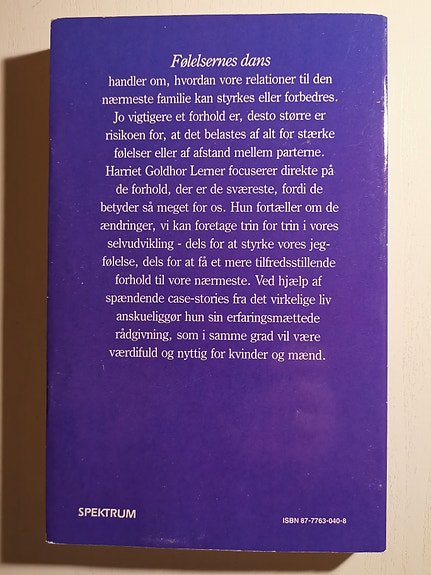 Følelsernes dans
handler om, hvordan vore relationer til den
nærmeste familie kan styrkes eller forbedres.
Jo vigtigere et forhold er, desto større er
risikoen for, at det belastes af alt for stærke
følelser eller af afstand mellem parterne.
Harriet Goldhor Lerner focuserer direkte på
de forhold, der er de sværeste, fordi de
betyder så meget for os. Hun fortæller om de
ændringer, vi kan foretage trin for trin i vores
selvudvikling - dels for at styrke vores jeg-
følelse, dels for at få et mere tilfredsstillende
forhold til vore nærmeste. Ved hjælp af
spændende case-stories fra det virkelige liv
anskueliggør hun sin erfaringsmættede
rådgivning, som i samme grad vil være
værdifuld og nyttig for kvinder og mænd.
SPEKTRUM
ISBN 87-7763-040-8